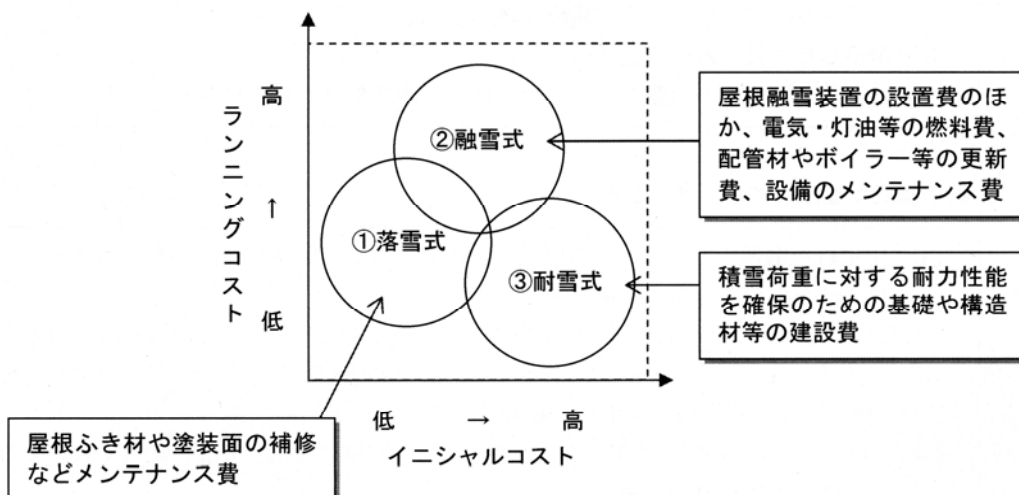 ランニングコスト
高
↑
低
②融雪式
①落雪式
③耐雪式
屋根融雪装置の設置費のほ
か、電気・灯油等の燃料費、
配管材やボイラー等の更新
費、設備のメンテナンス費
積雪荷重に対する耐力性能
を確保のための基礎や構造
材等の建設費
低 → 高
イニシャルコスト
屋根ふき材や塗装面の補修
などメンテナンス費